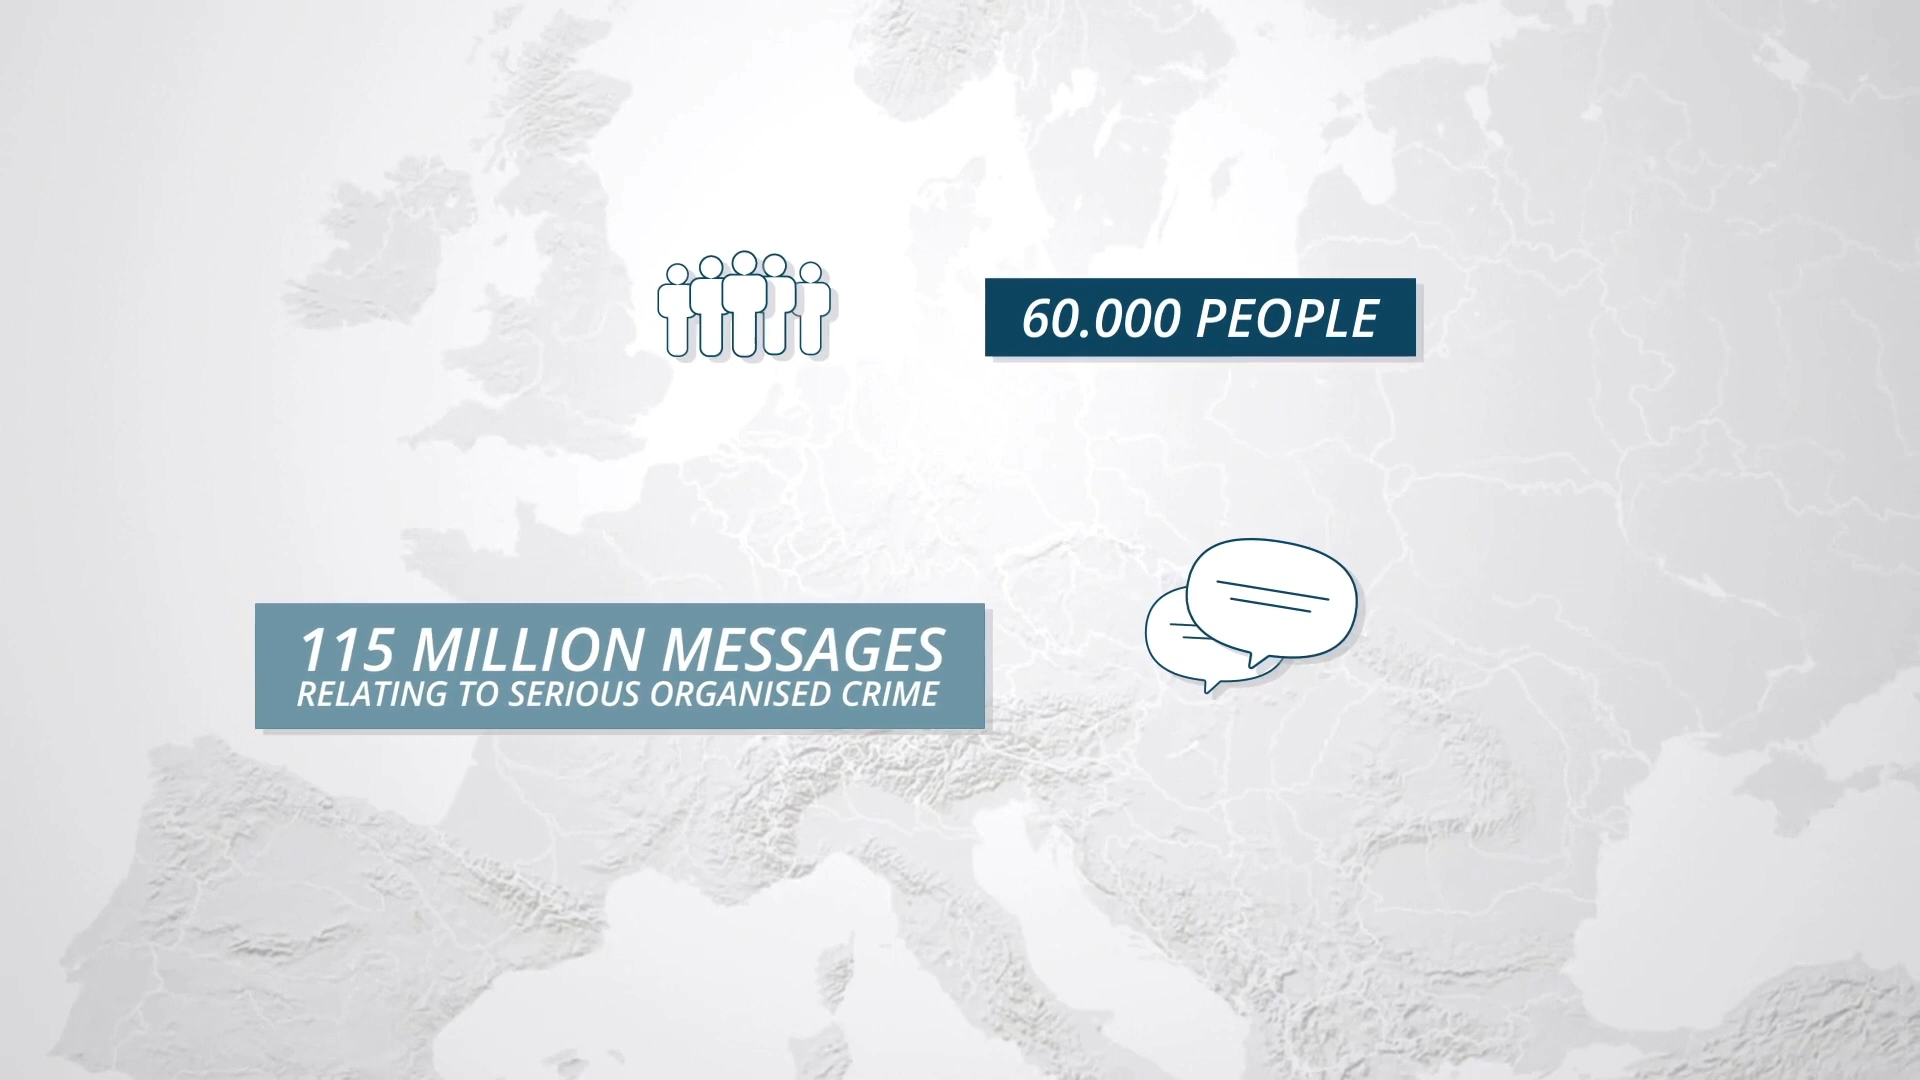 60.000 PEOPLE
115 MILLION MESSAGES
RELATING TO SERIOUS ORGANISED CRIME